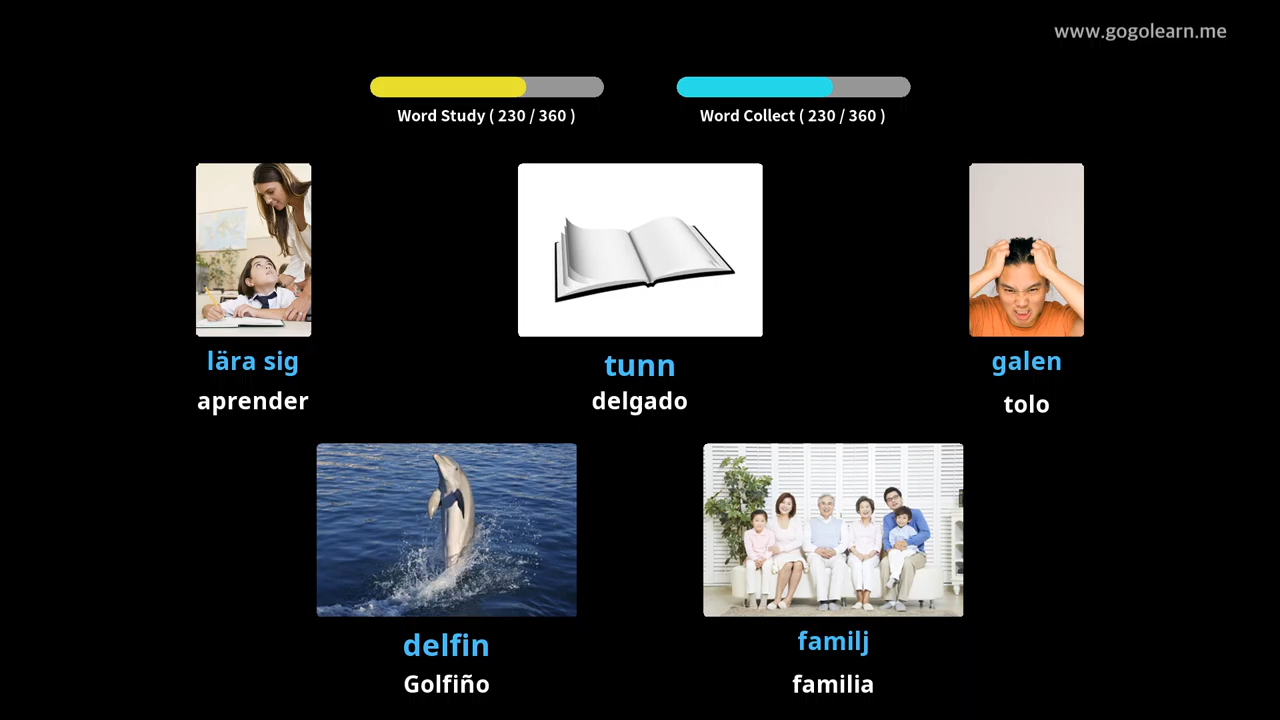 www.gogolearn.me
Word Study ( 230 / 360 )
Word Collect ( 230 / 360 )
lära sig
aprender
tunn
delgado
galen
tolo
delfin
Golfiño
familj
familia